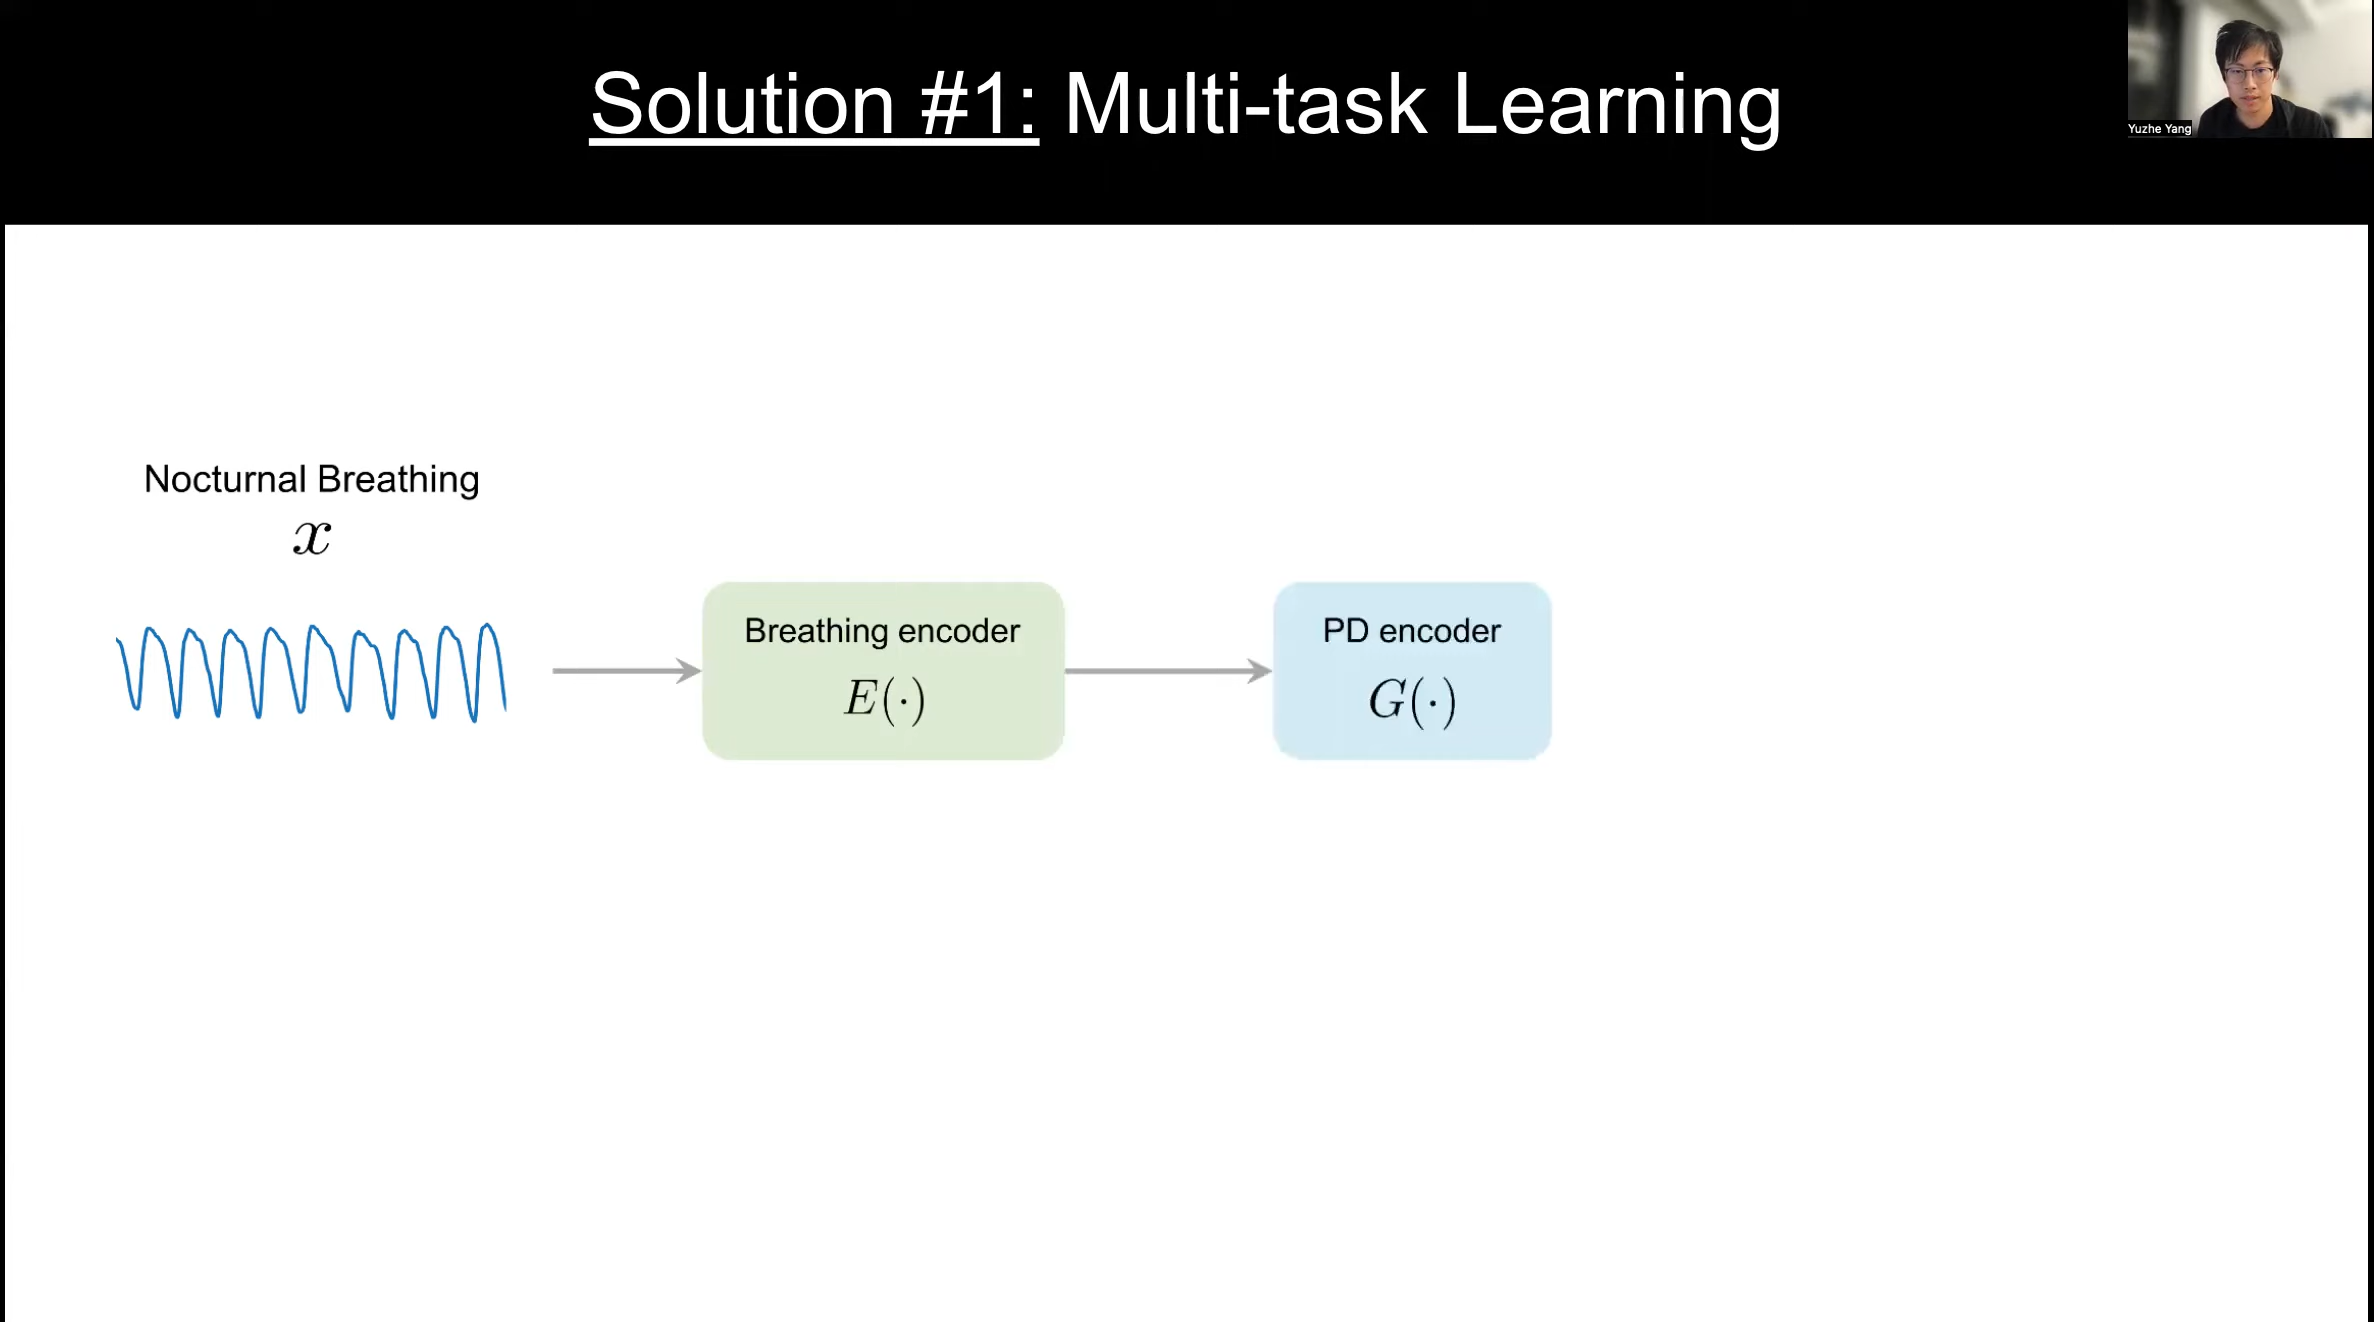 Solution #1: Multi-task Learning
Yuzhe Yang
Nocturnal Breathing
x
Breathing encoder
E(·)
PD encoder
G(·)